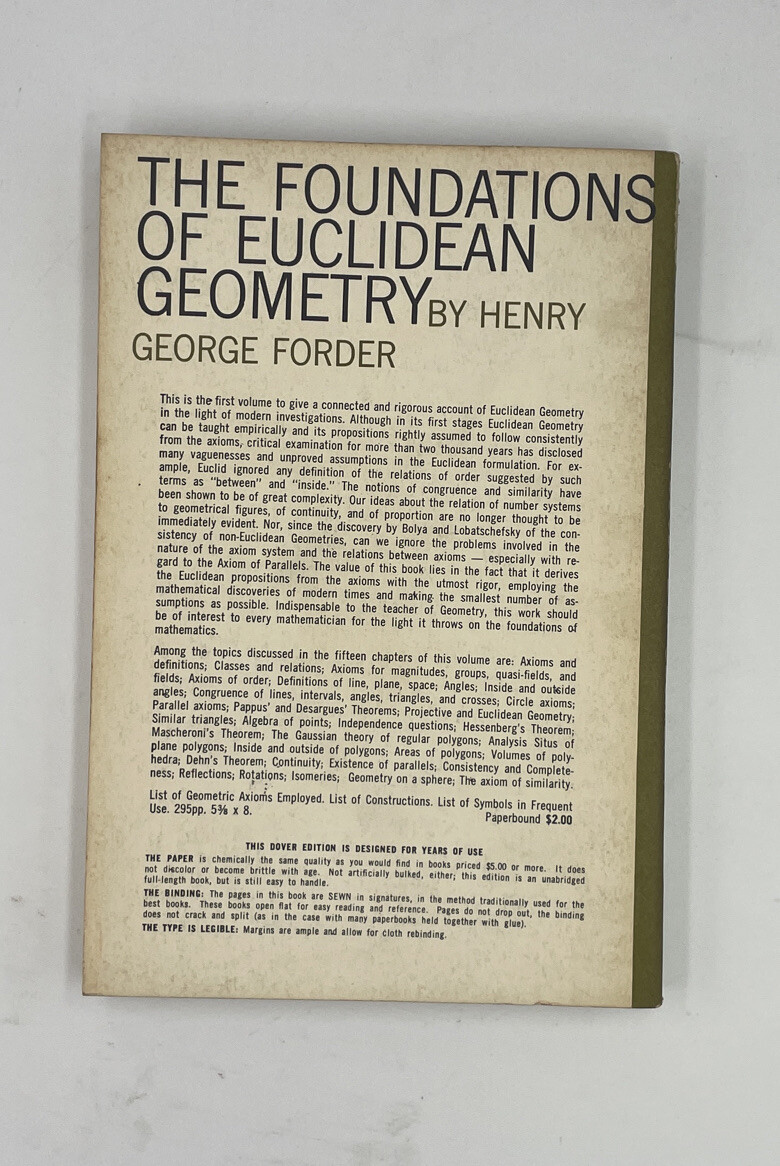 THE FOUNDATIONS
OF EUCLIDEAN
GEOMETRY BY HENRY
GEORGE FORDER
This is the first volume to give a connected and rigorous account of Euclidean Geometry
in the light of modern investigations. Although in its first stages Euclidean Geometry
can be taught empirically and its propositions rightly assumed to follow consistently
from the axioms, critical examination for more than two thousand years has disclosed
many vaguenesses and unproved assumptions in the Euclidean formulation. For ex-
ample, Euclid ignored any definition of the relations of order suggested by such
terms as "between" and "inside." The notions of congruence and similarity have
been shown to be of great complexity. Our ideas about the relation of number systems
to geometrical figures, of continuity, and of proportion are no longer thought to be
immediately evident. Nor, since the discovery by Bolya and Lobatschefsky of the con-
sistency of non-Euclidean Geometries, can we ignore the problems involved in the
nature of the axiom system and the relations between axioms — especially with re-
gard to the Axiom of Parallels. The value of this book lies in the fact that it derives
the Euclidean propositions from the axioms with the utmost rigor, employing the
mathematical discoveries of modern times and making the smallest number of as-
sumptions as possible. Indispensable to the teacher of Geometry, this work should
be of interest to every mathematician for the light it throws on the foundations of
mathematics.
Among the topics discussed in the fifteen chapters of this volume are: Axioms and
definitions; Classes and relations; Axioms for magnitudes, groups, quasi-fields, and
fields; Axioms of order; Definitions of line, plane, space; Angles; Inside and outside
angles; Congruence of lines, intervals, angles, triangles, and crosses; Circle axioms;
Parallel axioms; Pappus' and Desargues' Theorems; Projective and Euclidean Geometry;
Similar triangles; Algebra of points; Independence questions; Hessenberg's Theorem;
Mascheroni's Theorem; The Gaussian theory of regular polygons; Analysis Situs of
plane polygons; Inside and outside of polygons; Areas of polygons; Volumes of poly-
hedra; Dehn's Theorem; Continuity; Existence of parallels; Consistency and Complete-
ness; Reflections; Rotations; Isomeries; Geometry on a sphere; The axiom of similarity.
List of Geometric Axioms Employed. List of Constructions. List of Symbols in Frequent
Use. 295pp. 5⅜ x 8. Paperbound $2.00
THIS DOVER EDITION IS DESIGNED FOR YEARS OF USE
THE PAPER is chemically the same quality as you would find in books priced $5.00 or more. It does
not discolor or become brittle with age. Not artificially bulked, either; this edition is an unabridged
full-length book, but is still easy to handle.
THE BINDING: The pages in this book are SEWN in signatures, in the method traditionally used for the
best books. These books open flat for easy reading and reference. Pages do not drop out, the binding
does not crack and split (as in the case with many paperbooks held together with glue).
THE TYPE IS LEGIBLE: Margins are ample and allow for cloth rebinding.